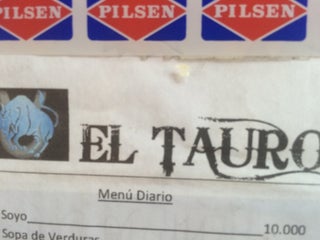 PILSEN PILSEN PILSEN
EL TAURO
Menú Diario
Soyo 10.000
Sopa de Verduras